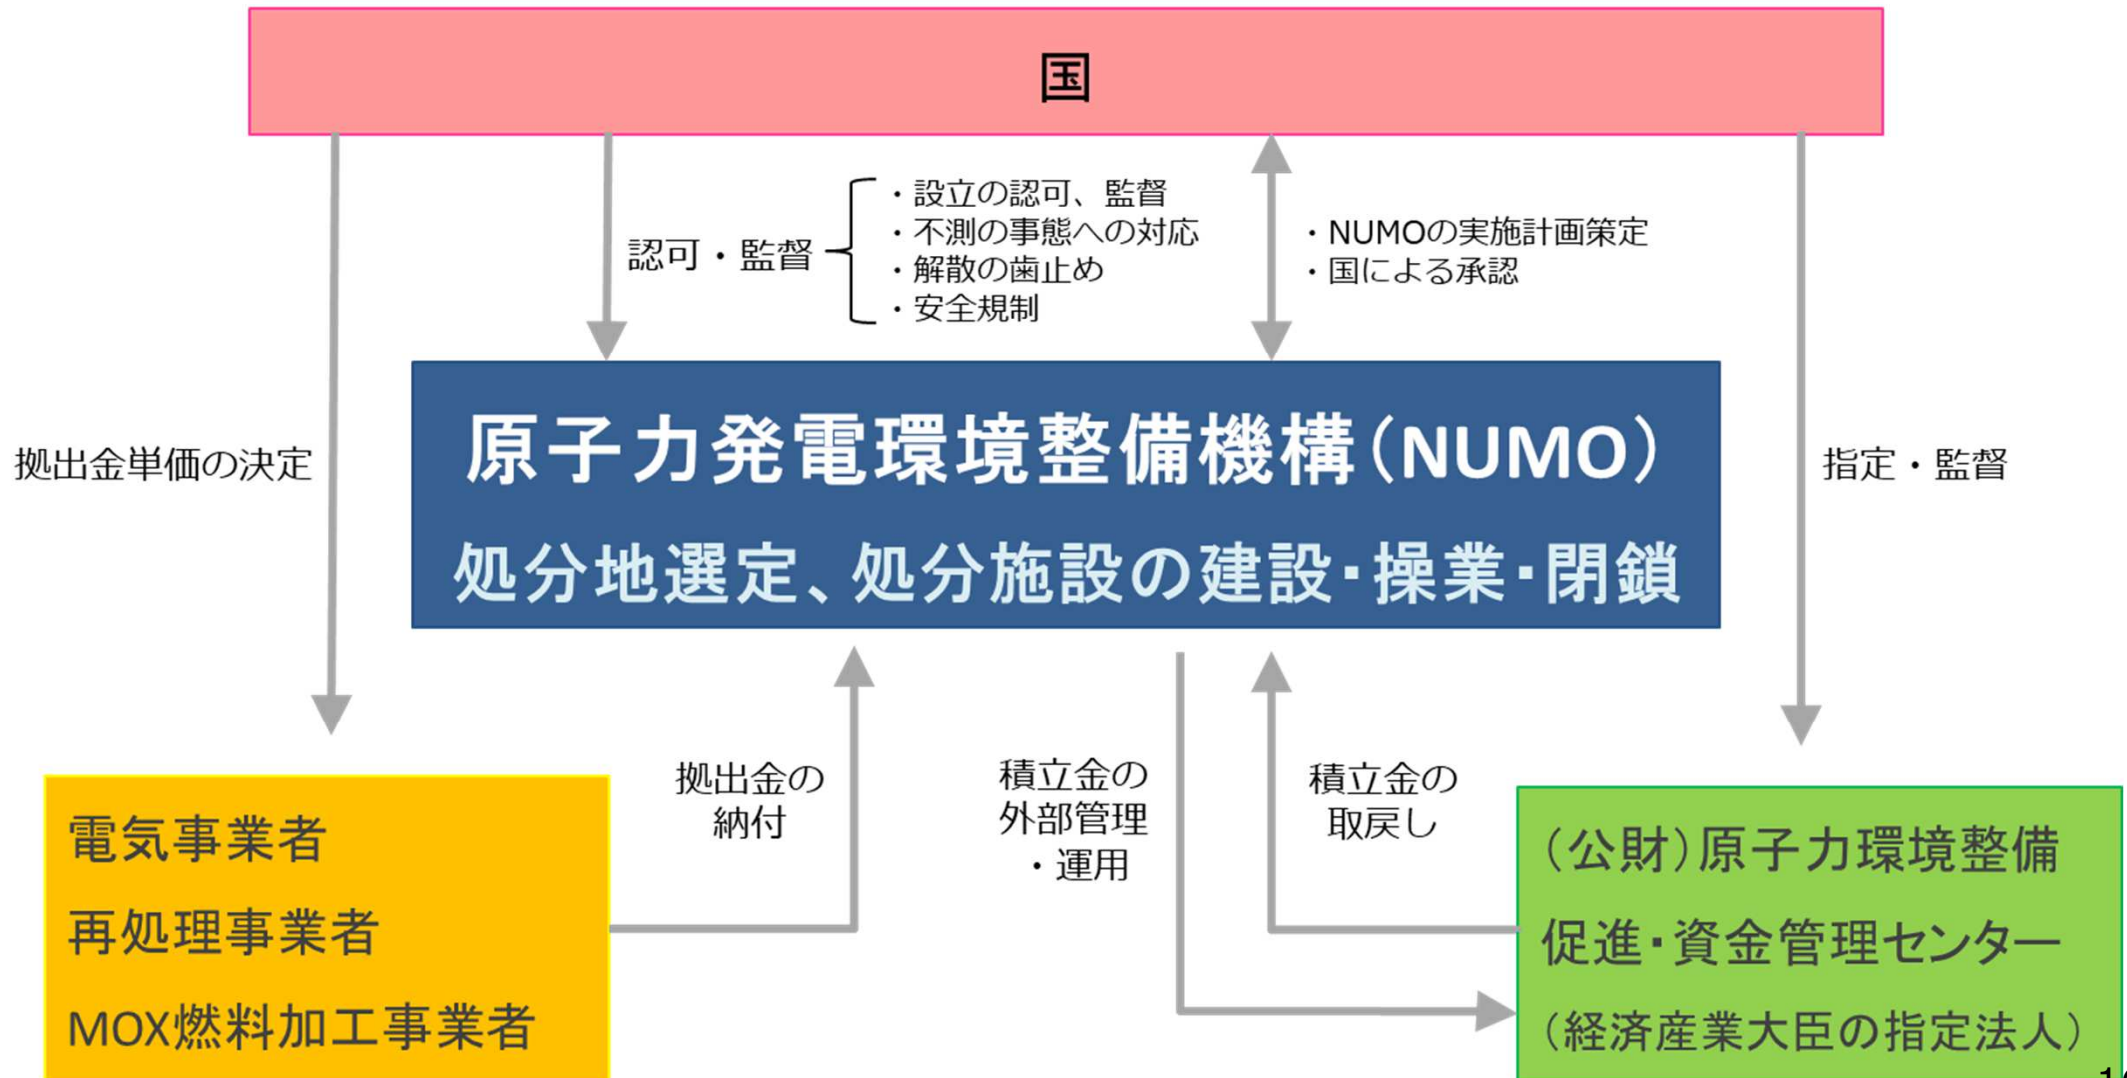 国
・設立の認可、監督
・不測の事態への対応
・解散の歯止め
・安全規制
認可・監督
・NUMOの実施計画策定
・国による承認
原子力発電環境整備機構(NUMO)
処分地選定、処分施設の建設・操業・閉鎖
拠出金単価の決定
指定・監督
拠出金の
納付
積立金の
外部管理
・運用
積立金の
取戻し
電気事業者
再処理事業者
MOX燃料加工事業者
(公財)原子力環境整備
促進・資金管理センター
(経済産業大臣の指定法人)